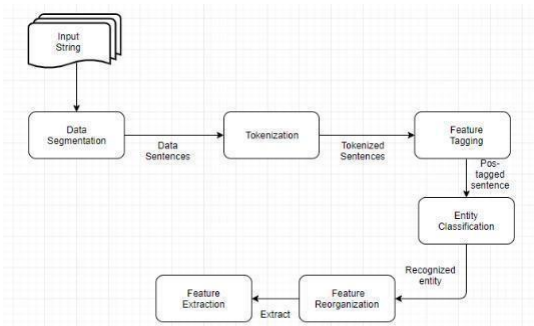 Input
String
Data
Segmentation
Data
Sentences
Tokenization
Tokenized
Sentences
Feature
Tagging
Pos-
tagged
sentence
Entity
Classification
Recognized
entity
Feature
Reorganization
Extract
Feature
Extraction